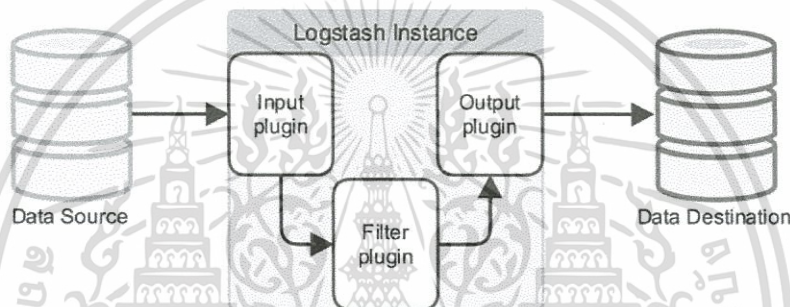 Logstash Instance
Input
plugin
Output
plugin
Filter
plugin
Data Source
Data Destination